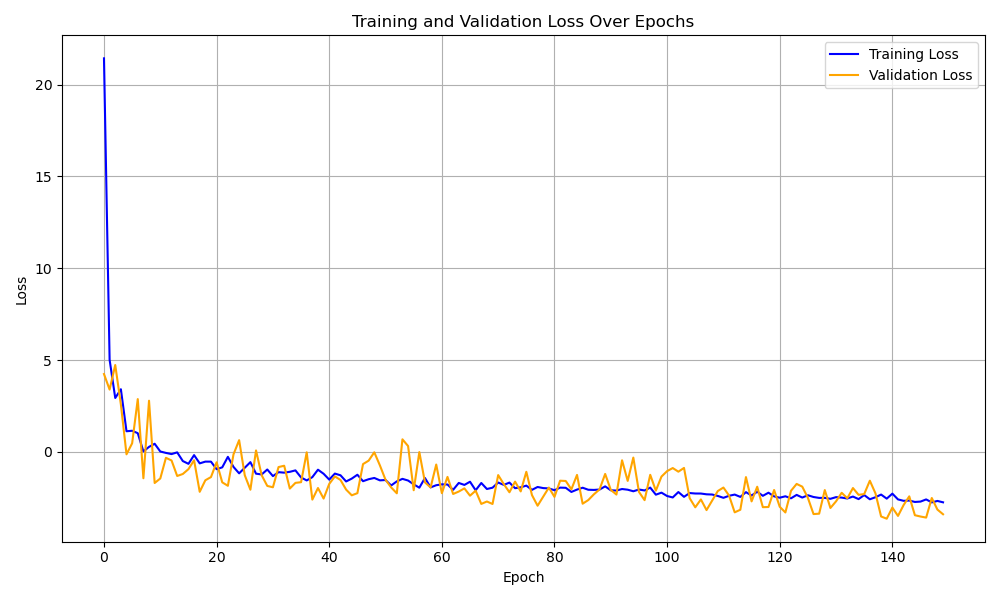 Training and Validation Loss Over Epochs
Training Loss
Validation Loss
Loss
20
15
10
5
0
0 20 40 60 80 100 120 140
Epoch